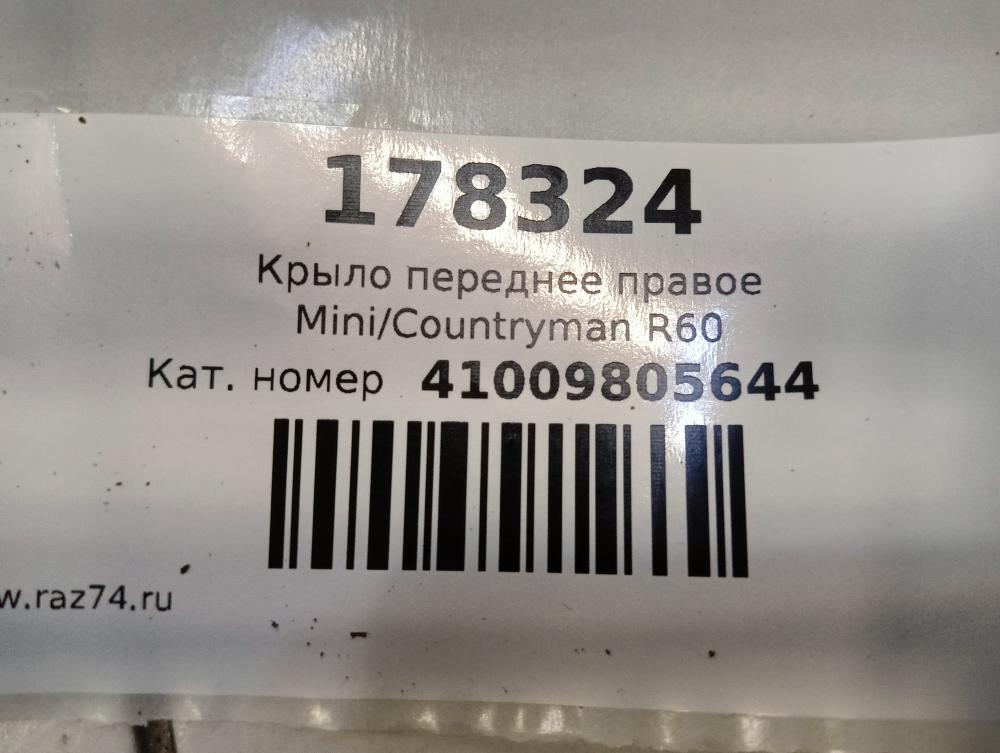 178324
Крыло переднее правое
Mini/Countryman R60
Кат. номер 41009805644
w.raz74.ru